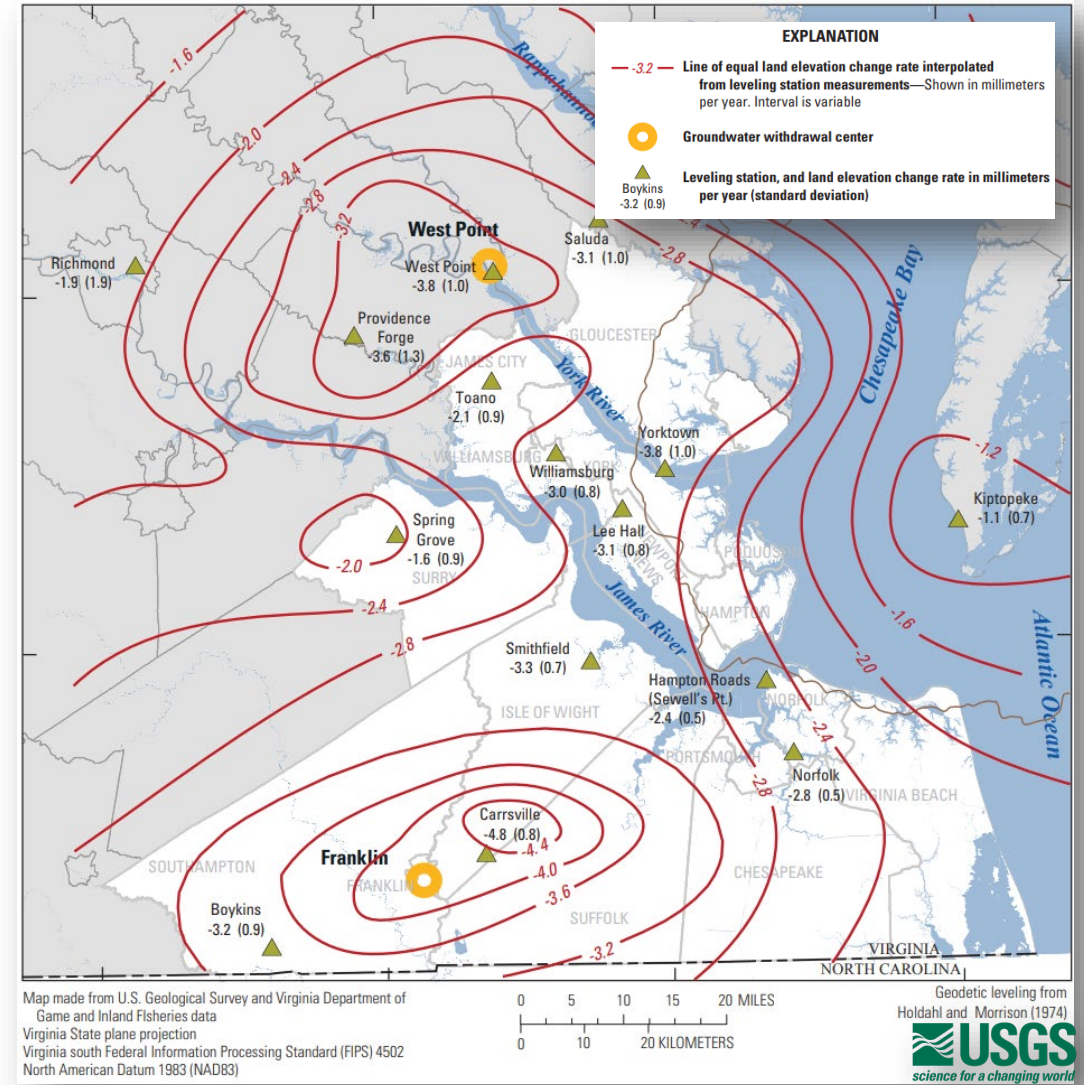 EXPLANATION
-3.2 Line of equal land elevation change rate interpolated
from leveling station measurements—Shown in millimeters
per year. Interval is variable
Groundwater withdrawal center
Leveling station, and land elevation change rate in millimeters
per year (standard deviation)
Boykins
-3.2 (0.9)
-1.6
-2.0
-2.4
-2.8
-3.2
West Point
West Point
-3.8 (1.0)
Saluda
-3.1 (1.0)
-2.8
Richmond
-1.9 (1.9)
Providence
Forge
-3.6 (1.3)
GLOUCESTER
Chesapeake Bay
JAMES CITY
York River
Toano
-2.1 (0.9)
Yorktown
-3.8 (1.0)
WILLIAMSBURG
YORK
Williamsburg
-3.0 (0.8)
-1.2
Kiptopeke
-1.1 (0.7)
Spring
Grove
-1.6 (0.9)
Lee Hall
-3.1 (0.8)
NEWPORT
NEWS
POQUOSON
-2.0
SURRY
-2.4
HAMPTON
James River
-1.6
Atlantic Ocean
-2.8
Smithfield
-3.3 (0.7)
-2.0
Hampton Roads
(Sewell's Pt.)
-2.4 (0.5)
NORFOLK
ISLE OF WIGHT
-2.4
PORTSMOUTH
-2.8
Norfolk
-2.8 (0.5)
VIRGINIA BEACH
Carrsville
-4.8 (0.8)
-4.4
Franklin
SOUTHAMPTON
FRANKLIN
-4.0
CHESAPEAKE
-3.6
Boykins
-3.2 (0.9)
SUFFOLK
-3.2
VIRGINIA
NORTH CAROLINA
Map made from U.S. Geological Survey and Virginia Department of
Game and Inland FIsheries data
Virginia State plane projection
Virginia south Federal Information Processing Standard (FIPS) 4502
North American Datum 1983 (NAD83)
0 5 10 15 20 MILES
0 10 20 KILOMETERS
Geodetic leveling from
Holdahl and Morrison (1974)
USGS
science for a changing world